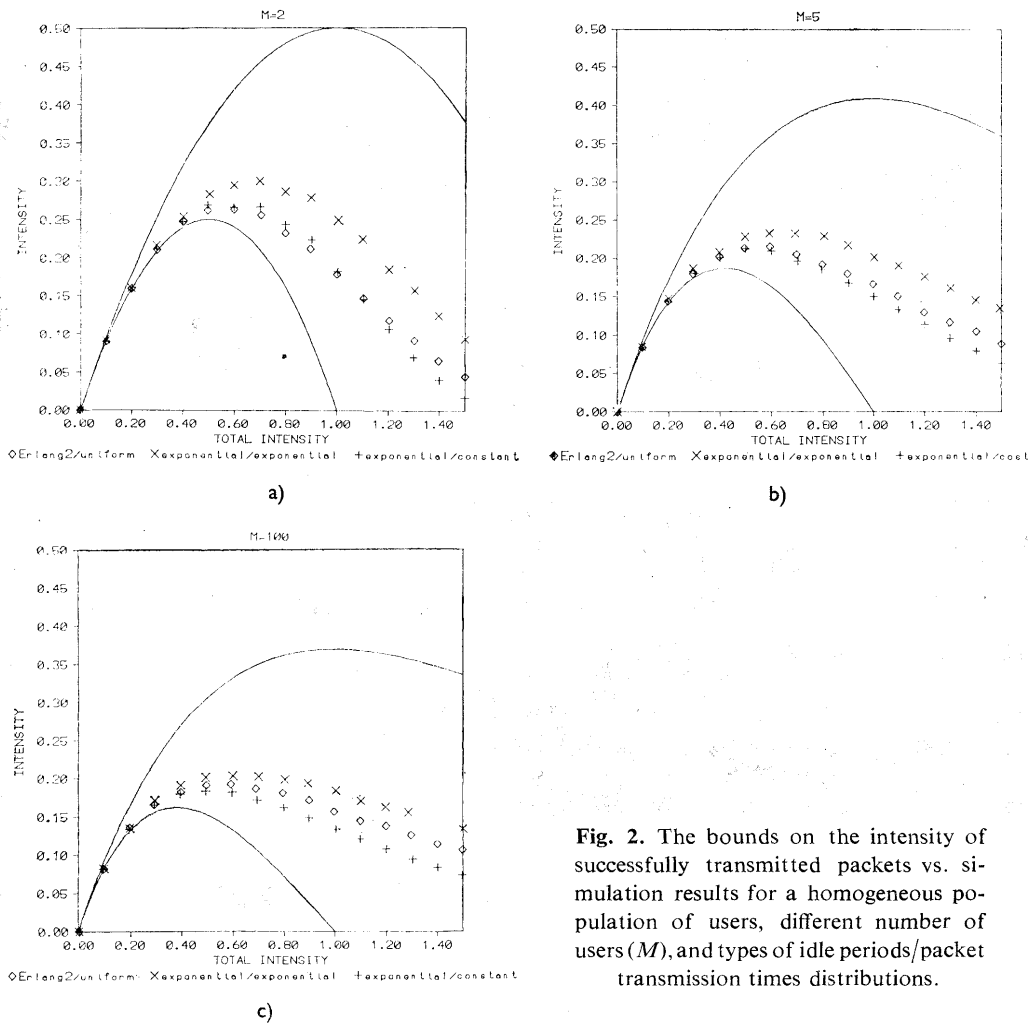 M=2
0.50
0.45
0.40
0.35
0.30
0.25
0.20
0.15
0.10
0.05
0.00
INTENSITY
0.00 0.20 0.40 0.60 0.80 1.00 1.20 1.40
TOTAL INTENSITY
◇Erlang2/uniform ×exponential/exponential +exponential/constant
a)
M=5
0.50
0.45
0.40
0.35
0.30
0.25
0.20
0.15
0.10
0.05
0.00
INTENSITY
0.00 0.20 0.40 0.60 0.80 1.00 1.20 1.40
TOTAL INTENSITY
◆Erlang2/uniform ×exponential/exponential +exponential/cost
b)
M=100
0.50
0.45
0.40
0.35
0.30
0.25
0.20
0.15
0.10
0.05
0.00
INTENSITY
0.00 0.20 0.40 0.60 0.80 1.00 1.20 1.40
TOTAL INTENSITY
◇Erlang2/uniform ×exponential/exponential +exponential/constant
c)
Fig. 2. The bounds on the intensity of
successfully transmitted packets vs. si-
mulation results for a homogeneous po-
pulation of users, different number of
users (M), and types of idle periods/packet
transmission times distributions.